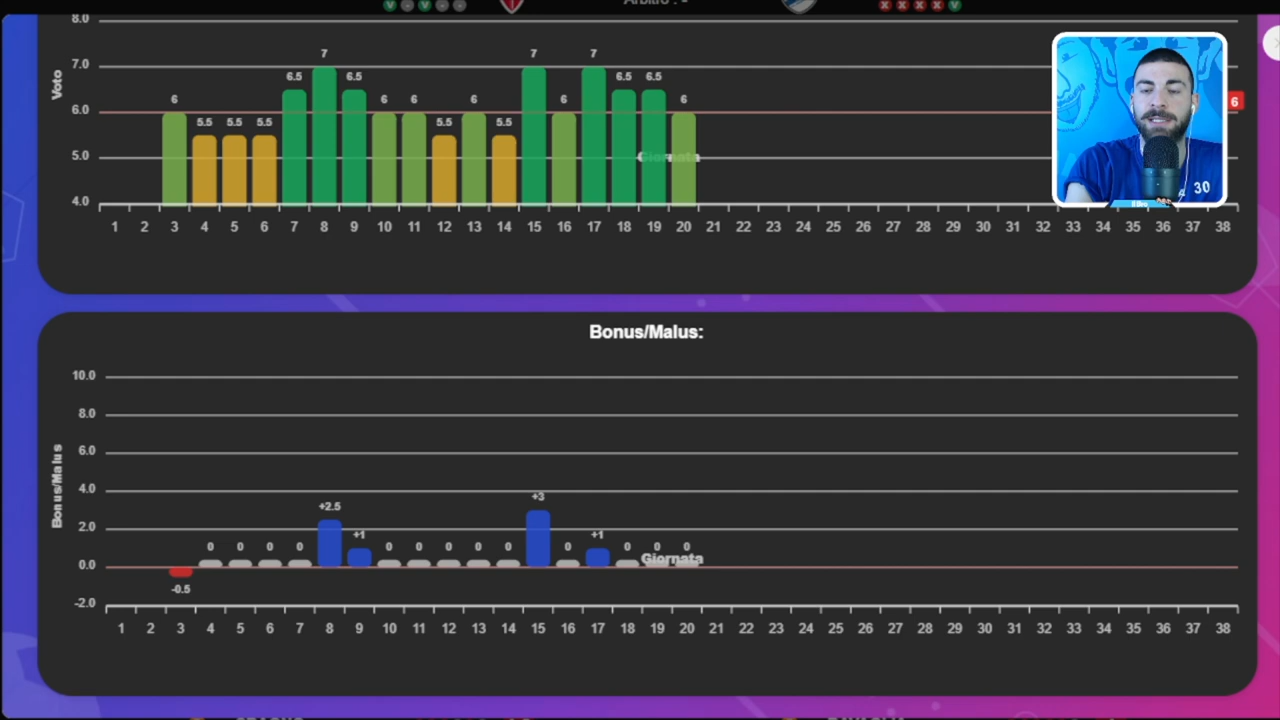 V V X X X X V
Arbitro : -
8.0
7.0
6.0
5.0
4.0
Voto
6 5.5 5.5 5.5 6.5 7 6.5 6 6 5.5 6 5.5 7 6 7 6.5 6.5 6
6
Giornata
30
1 2 3 4 5 6 7 8 9 10 11 12 13 14 15 16 17 18 19 20 21 22 23 24 25 26 27 28 29 30 31 32 33 34 35 36 37 38
Bonus/Malus:
10.0
8.0
6.0
4.0
2.0
0.0
-2.0
Bonus/Malus
-0.5 0 0 0 0 +2.5 +1 0 0 0 0 0 +3 0 +1 0 0 0
Giornata
1 2 3 4 5 6 7 8 9 10 11 12 13 14 15 16 17 18 19 20 21 22 23 24 25 26 27 28 29 30 31 32 33 34 35 36 37 38